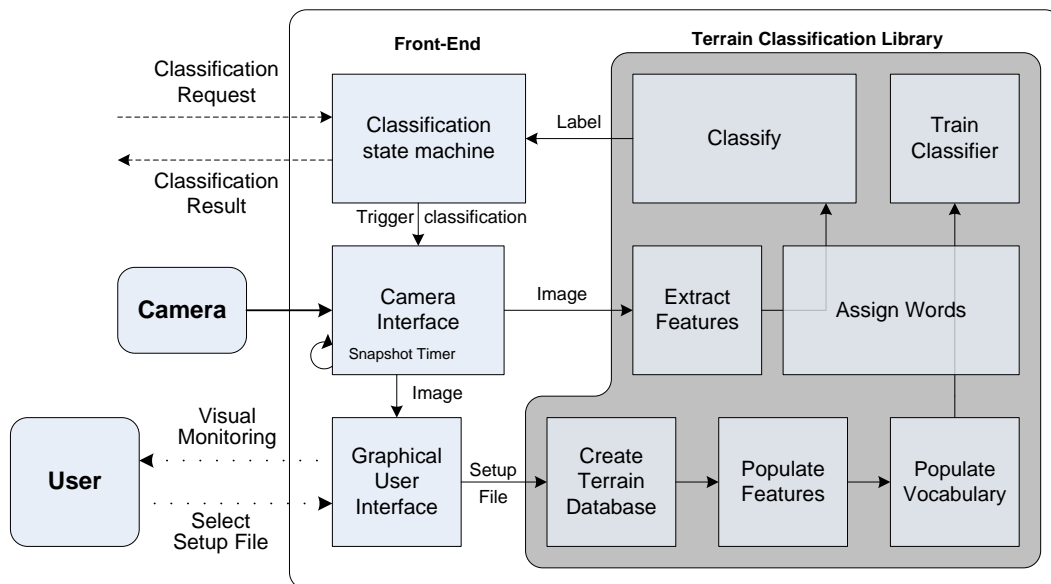 Front-End
Terrain Classification Library
Classification
Request
Classification
state machine
Label
Classify
Train
Classifier
Classification
Result
Trigger classification
Camera
Camera
Interface
Snapshot Timer
Image
Extract
Features
Assign Words
Image
Visual
Monitoring
User
Select
Setup File
Graphical
User
Interface
Setup
File
Create
Terrain
Database
Populate
Features
Populate
Vocabulary